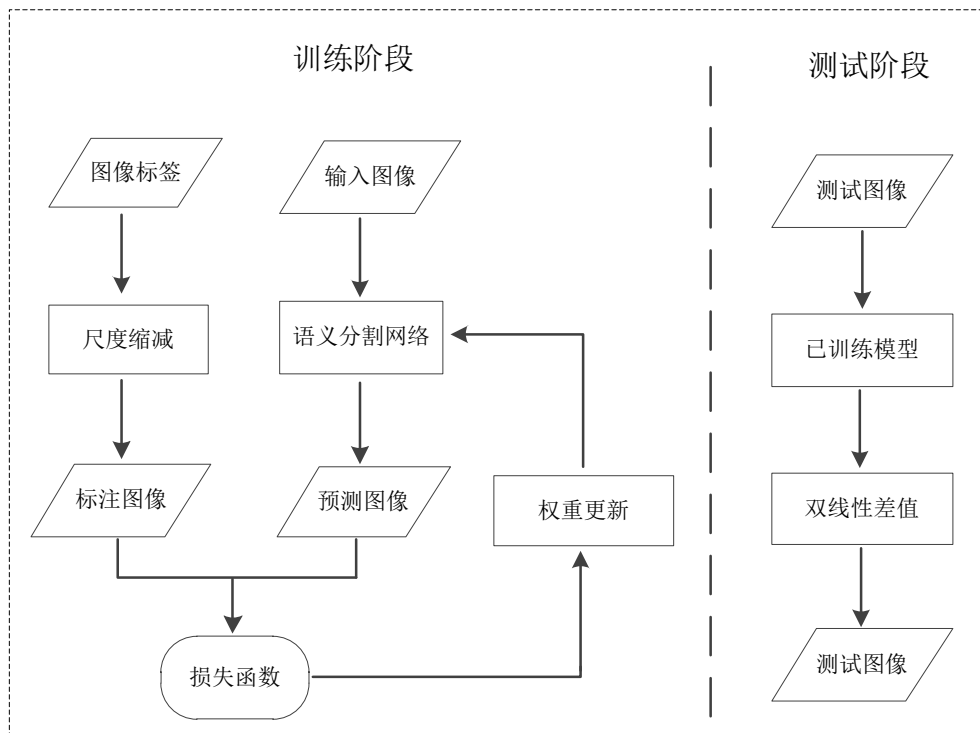 训练阶段
测试阶段
图像标签
输入图像
测试图像
尺度缩减
语义分割网络
已训练模型
标注图像
预测图像
权重更新
双线性差值
损失函数
测试图像